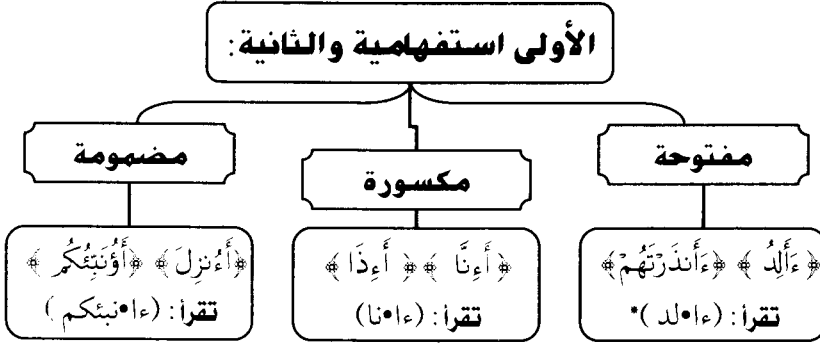 الأولى استفهامية والثانية:
مفتوحة
مكسورة
مضمومة
﴿ءَأَلِدُ﴾ ﴿ءَأَنذَرْتَهُمْ﴾
تقرأ: (ءا•لد)*
﴿أَءِنَّا﴾ ﴿أَءِذَا﴾
تقرأ: (ءا•نا)
﴿أَءُنزِلَ﴾ ﴿أَؤُنَبِّئُكُم﴾
تقرأ: (ءا•نبئكم)